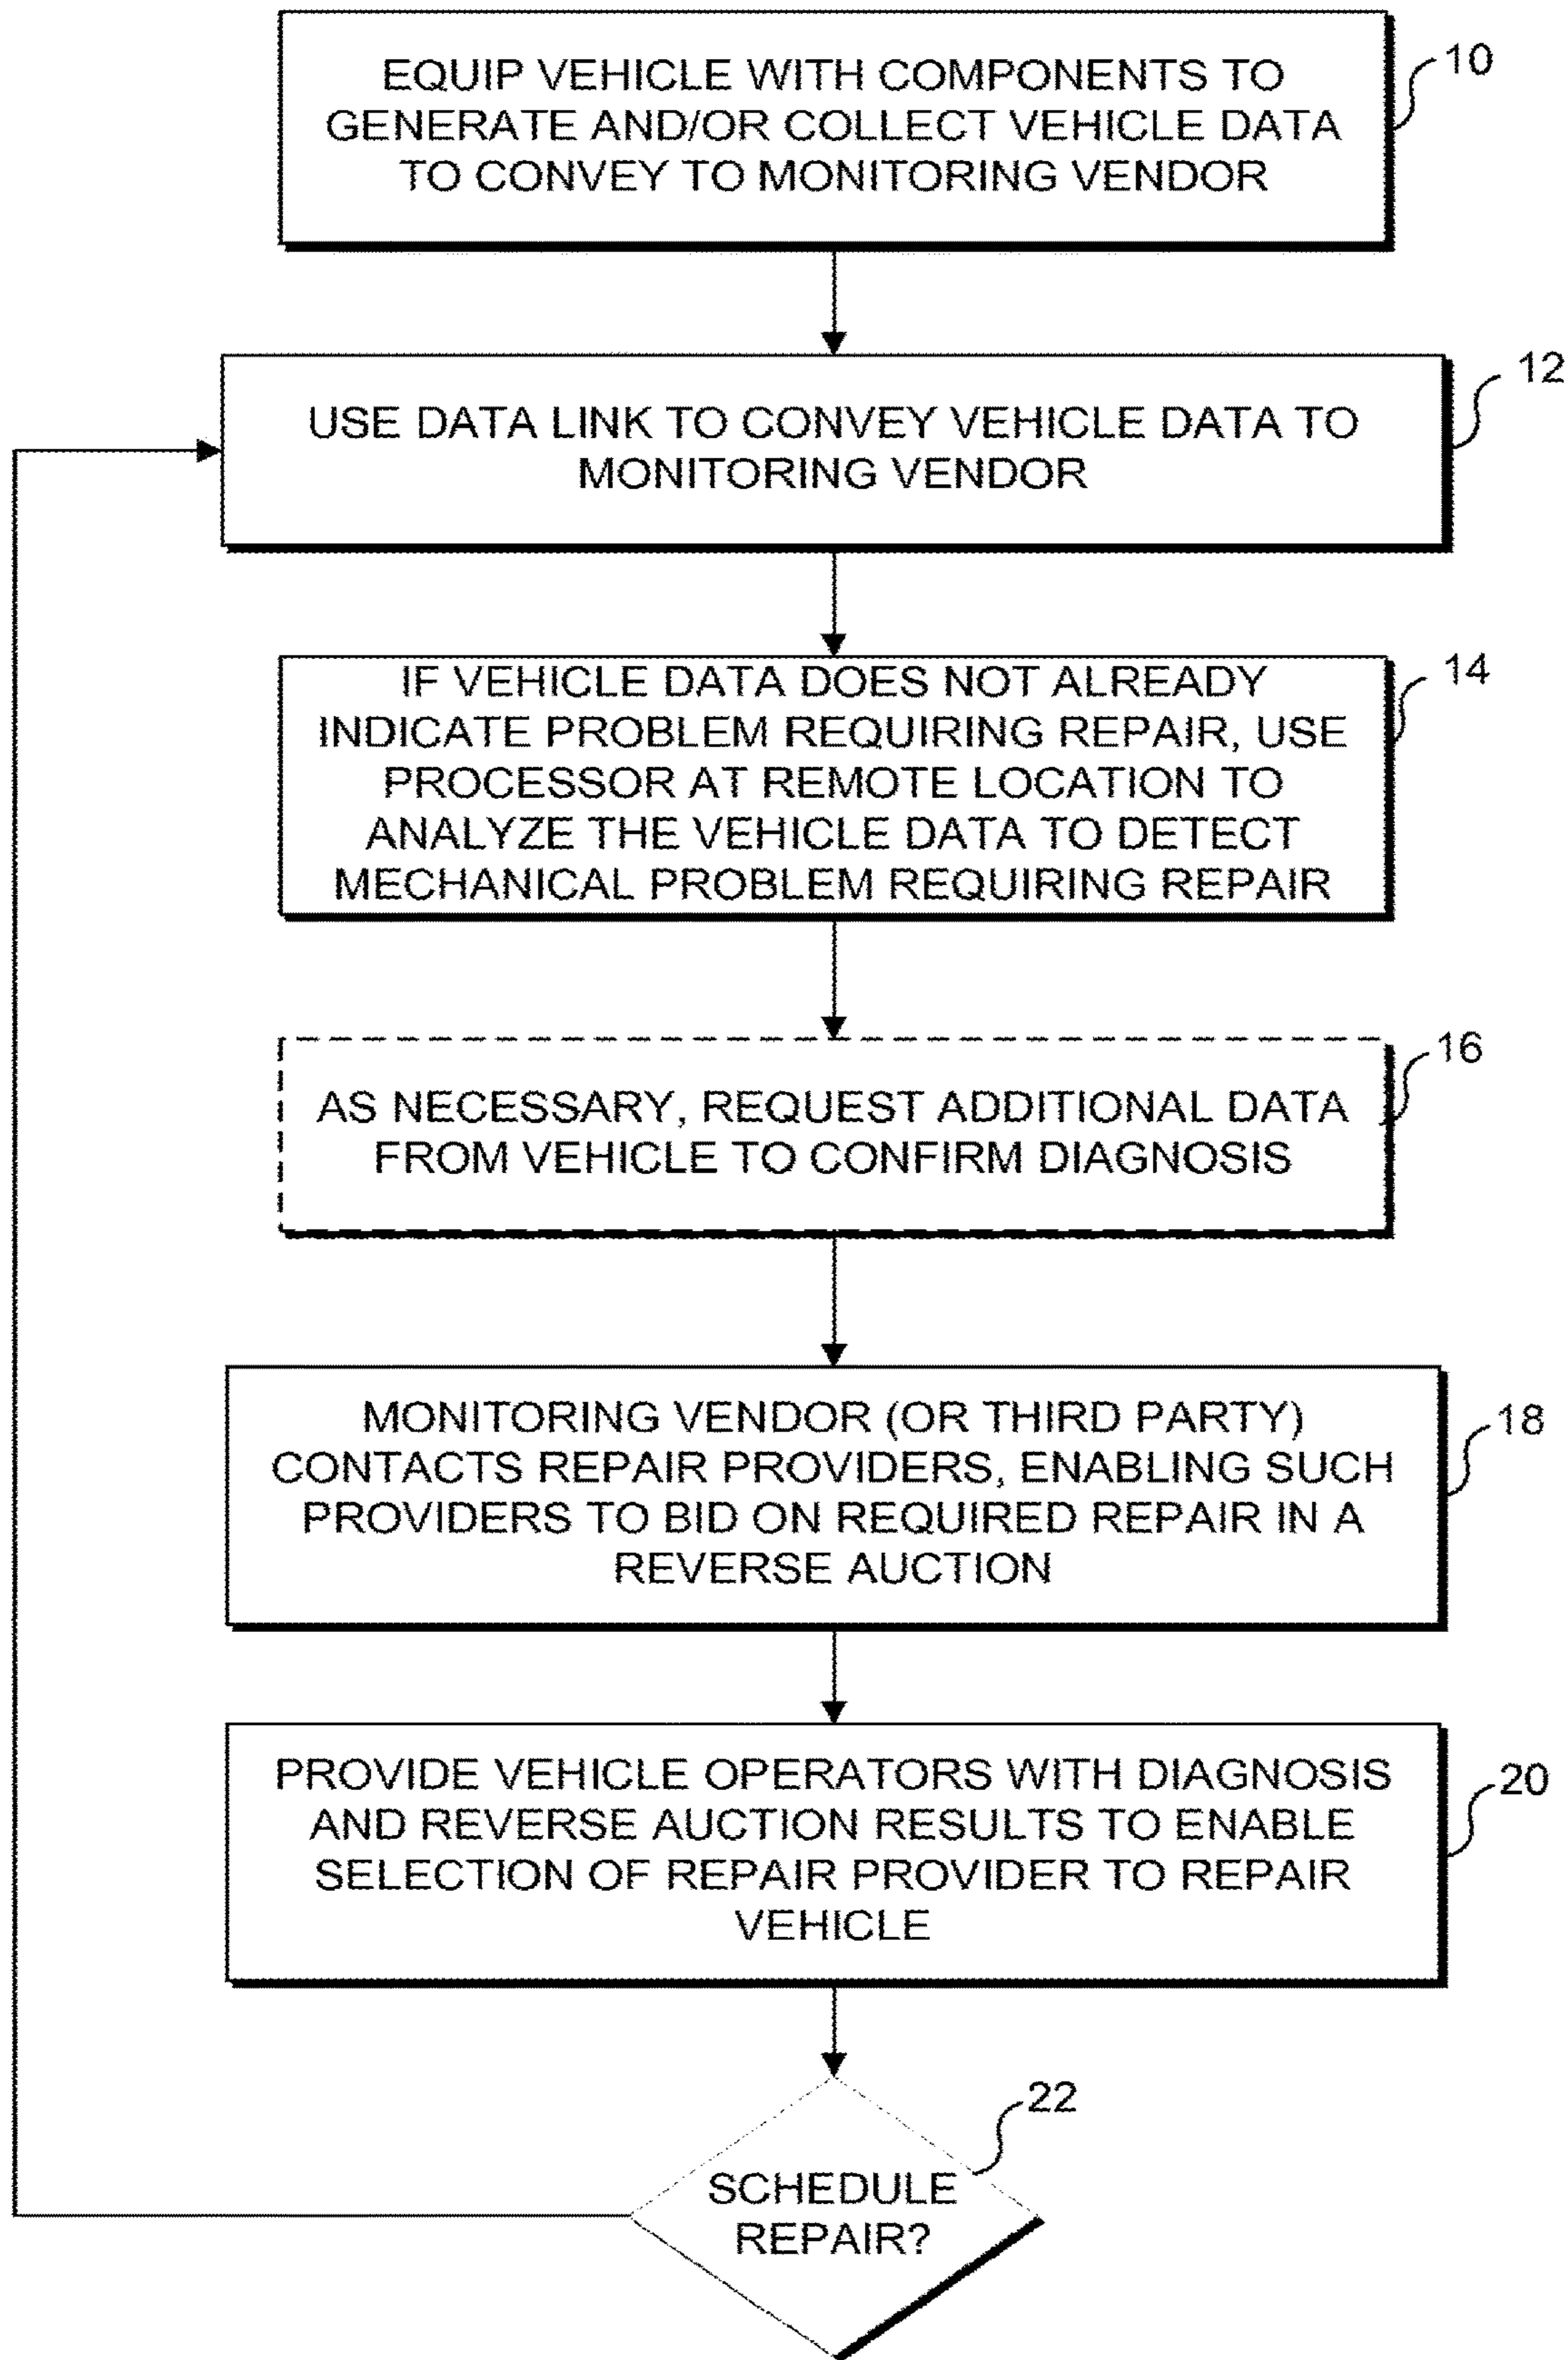 EQUIP VEHICLE WITH COMPONENTS TO
GENERATE AND/OR COLLECT VEHICLE DATA
TO CONVEY TO MONITORING VENDOR
10
USE DATA LINK TO CONVEY VEHICLE DATA TO
MONITORING VENDOR
12
IF VEHICLE DATA DOES NOT ALREADY
INDICATE PROBLEM REQUIRING REPAIR, USE
PROCESSOR AT REMOTE LOCATION TO
ANALYZE THE VEHICLE DATA TO DETECT
MECHANICAL PROBLEM REQUIRING REPAIR
14
AS NECESSARY, REQUEST ADDITIONAL DATA
FROM VEHICLE TO CONFIRM DIAGNOSIS
16
MONITORING VENDOR (OR THIRD PARTY)
CONTACTS REPAIR PROVIDERS, ENABLING SUCH
PROVIDERS TO BID ON REQUIRED REPAIR IN A
REVERSE AUCTION
18
PROVIDE VEHICLE OPERATORS WITH DIAGNOSIS
AND REVERSE AUCTION RESULTS TO ENABLE
SELECTION OF REPAIR PROVIDER TO REPAIR
VEHICLE
20
SCHEDULE
REPAIR?
22